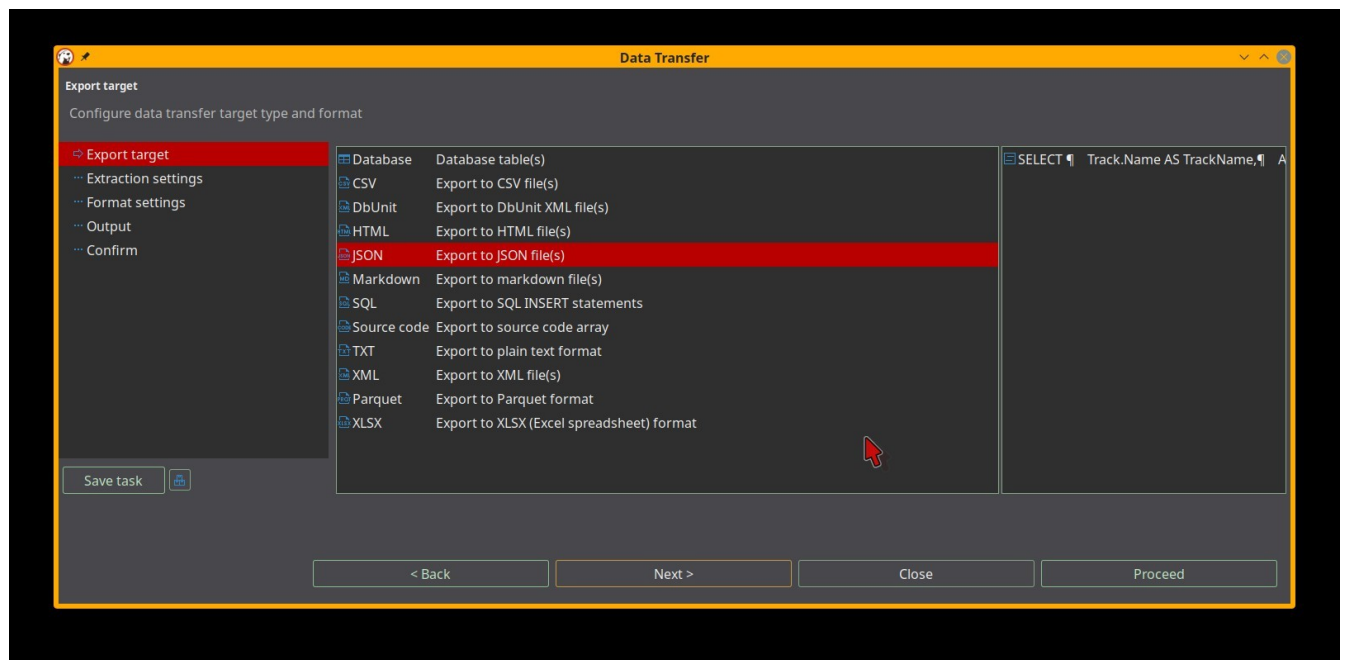 Data Transfer
Export target
Configure data transfer target type and format
Export target
Extraction settings
Format settings
Output
Confirm
Save task
Database Database table(s)
CSV Export to CSV file(s)
DbUnit Export to DbUnit XML file(s)
HTML Export to HTML file(s)
JSON Export to JSON file(s)
Markdown Export to markdown file(s)
SQL Export to SQL INSERT statements
Source code Export to source code array
TXT Export to plain text format
XML Export to XML file(s)
Parquet Export to Parquet format
XLSX Export to XLSX (Excel spreadsheet) format
SELECT ¶ Track.Name AS TrackName,¶ A
< Back Next > Close Proceed